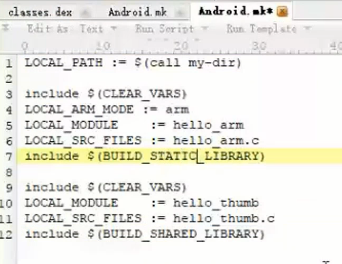 classes.dex Android.mk Android.mk*
Edit As Text Run Script Run Template
0 10 20 30 40
1 LOCAL_PATH := $(call my-dir)
2
3 include $(CLEAR_VARS)
4 LOCAL_ARM_MODE := arm
5 LOCAL_MODULE := hello_arm
6 LOCAL_SRC_FILES := hello_arm.c
7 include $(BUILD_STATIC_LIBRARY)
8
9 include $(CLEAR_VARS)
10 LOCAL_MODULE := hello_thumb
11 LOCAL_SRC_FILES := hello_thumb.c
12 include $(BUILD_SHARED_LIBRARY)